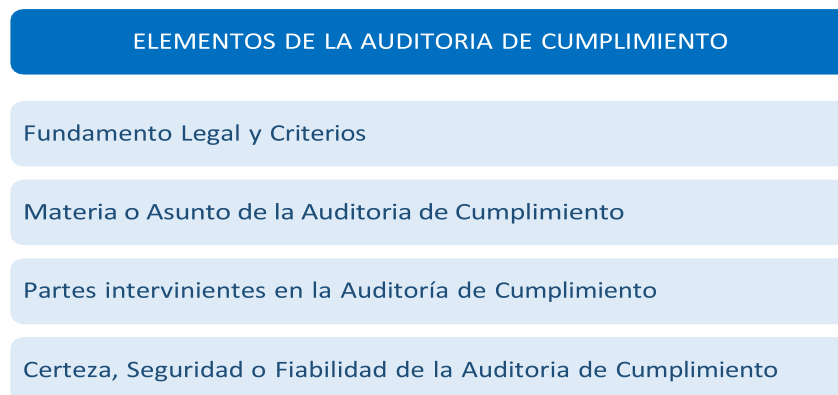 ELEMENTOS DE LA AUDITORIA DE CUMPLIMIENTO
Fundamento Legal y Criterios
Materia o Asunto de la Auditoria de Cumplimiento
Partes intervinientes en la Auditoría de Cumplimiento
Certeza, Seguridad o Fiabilidad de la Auditoria de Cumplimiento